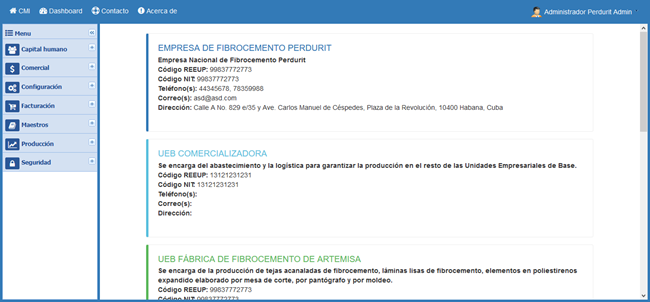 CMI Dashboard Contacto Acerca de Administrador Perdurit Admin
Menu
Capital humano
Comercial
Configuración
Facturación
Maestros
Producción
Seguridad
EMPRESA DE FIBROCEMENTO PERDURIT
Empresa Nacional de Fibrocemento Perdurit
Código REEUP: 99837772773
Código NIT: 99837772773
Teléfono(s): 44345678, 78359988
Correo(s): asd@asd.com
Dirección: Calle A No. 829 e/35 y Ave. Carlos Manuel de Céspedes, Plaza de la Revolución, 10400 Habana, Cuba
UEB COMERCIALIZADORA
Se encarga del abastecimiento y la logística para garantizar la producción en el resto de las Unidades Empresariales de Base.
Código REEUP: 13121231231
Código NIT: 13121231231
Teléfono(s):
Correo(s):
Dirección:
UEB FÁBRICA DE FIBROCEMENTO DE ARTEMISA
Se encarga de la producción de tejas acanaladas de fibrocemento, láminas lisas de fibrocemento, elementos en poliestirenos
expandido elaborado por mesa de corte, por pantógrafo y por moldeo.
Código REEUP: 99837772773
Código NIT: 99837772773